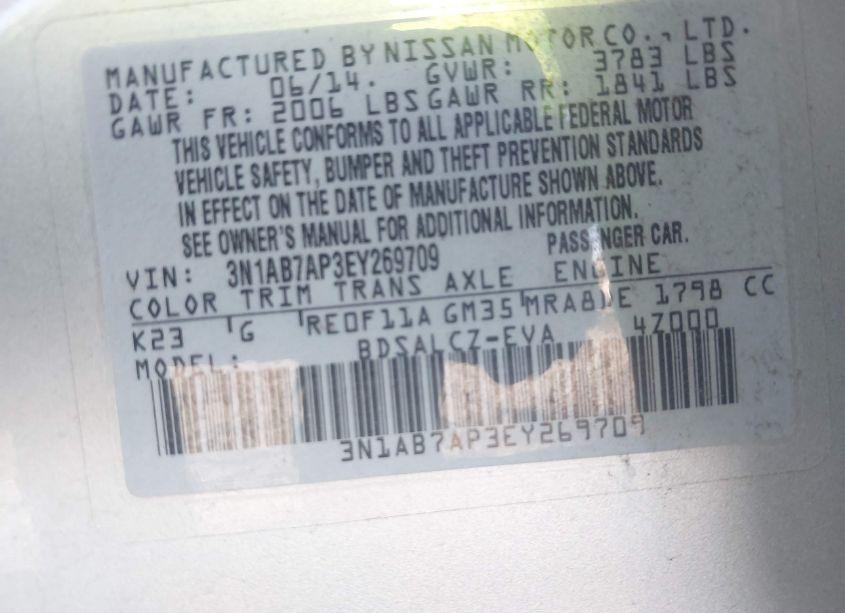 MANUFACTURED BY NISSAN MOTOR CO., LTD.
DATE: 06/14. GVWR: 3783 LBS
GAWR FR: 2006 LBS GAWR RR: 1841 LBS
THIS VEHICLE CONFORMS TO ALL APPLICABLE FEDERAL MOTOR
VEHICLE SAFETY, BUMPER AND THEFT PREVENTION STANDARDS
IN EFFECT ON THE DATE OF MANUFACTURE SHOWN ABOVE.
SEE OWNER'S MANUAL FOR ADDITIONAL INFORMATION.
VIN: 3N1AB7AP3EY269709 PASSENGER CAR.
COLOR TRIM TRANS AXLE ENGINE
K23 G RE0F11A GM35 MRA8DE 1798 CC
MODEL: BDSALCZ-EVA 4Z000
3N1AB7AP3EY269709